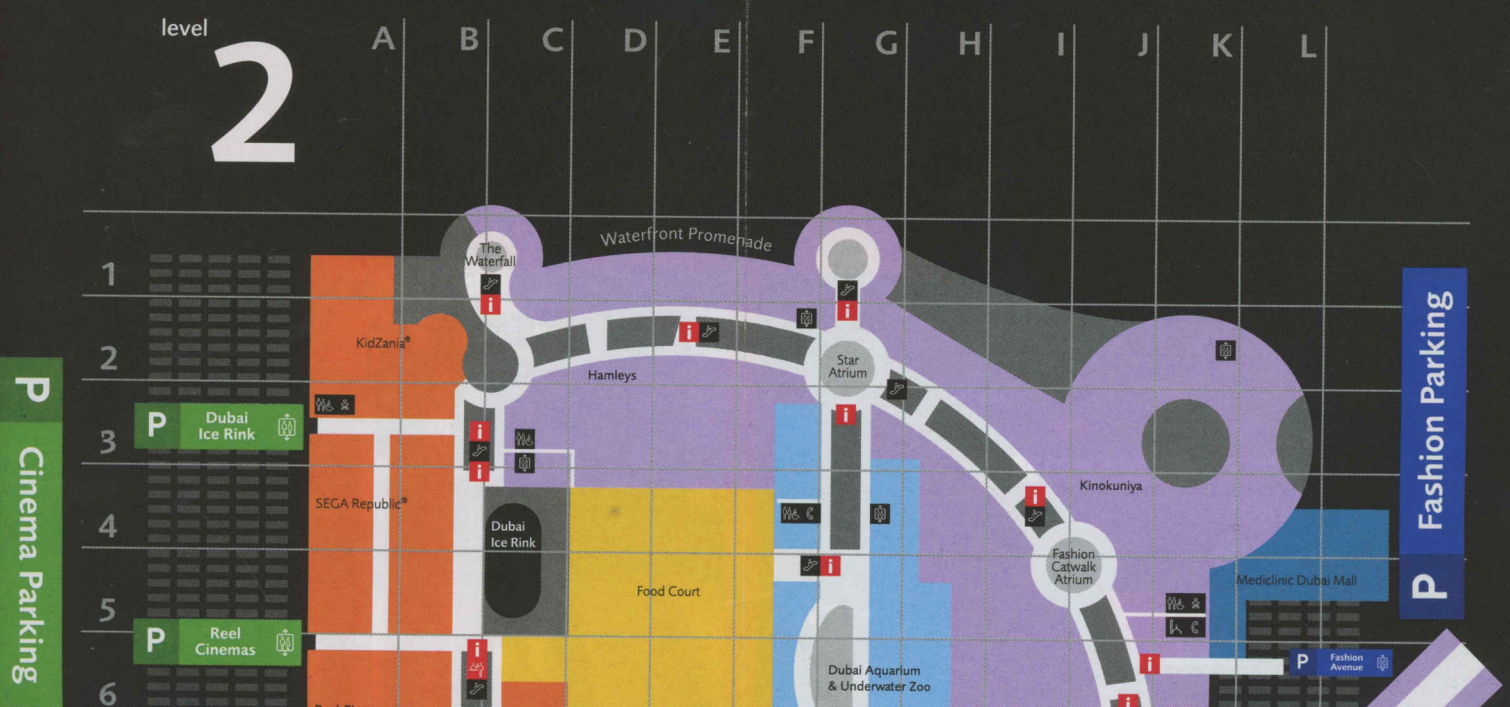 level
2
A B C D E F G H I J K L
1
2
3
4
5
6
The
Waterfall
Waterfront Promenade
KidZania®
Hamleys
Star
Atrium
P Dubai
Ice Rink
SEGA Republic®
Dubai
Ice Rink
Kinokuniya
Fashion
Catwalk
Atrium
Mediclinic Dubai Mall
Food Court
P Reel
Cinemas
Dubai Aquarium
& Underwater Zoo
P Fashion
Avenue
P Cinema Parking
P Fashion Parking
i
i
i
i
i
i
i
i
i
i
i